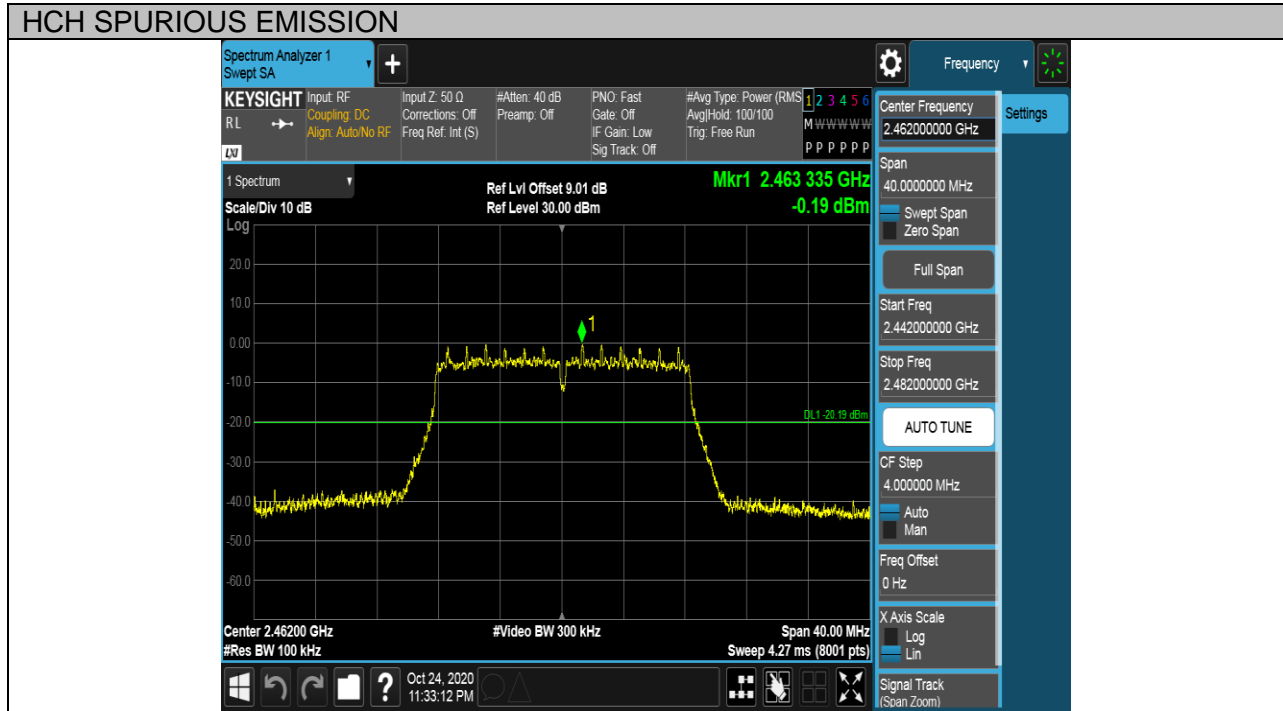 HCH SPURIOUS EMISSION
Spectrum Analyzer 1
Swept SA
+
Frequency
KEYSIGHT
RL
LXI
Input: RF
Coupling: DC
Align: Auto/No RF
Input Z: 50 Ω
Corrections: Off
Freq Ref: Int (S)
#Atten: 40 dB
Preamp: Off
PNO: Fast
Gate: Off
IF Gain: Low
Sig Track: Off
#Avg Type: Power (RMS
Avg|Hold: 100/100
Trig: Free Run
1 2 3 4 5 6
M W W W W W
P P P P P P
1 Spectrum
Scale/Div 10 dB
Ref Lvl Offset 9.01 dB
Ref Level 30.00 dBm
Mkr1 2.463 335 GHz
-0.19 dBm
Log
20.0
10.0
0.00
-10.0
-20.0
-30.0
-40.0
-50.0
-60.0
1
DL1 -20.19 dBm
Center 2.46200 GHz
#Res BW 100 kHz
#Video BW 300 kHz
Span 40.00 MHz
Sweep 4.27 ms (8001 pts)
?
Oct 24, 2020
11:33:12 PM
Center Frequency
2.462000000 GHz
Settings
Span
40.0000000 MHz
Swept Span
Zero Span
Full Span
Start Freq
2.442000000 GHz
Stop Freq
2.482000000 GHz
AUTO TUNE
CF Step
4.000000 MHz
Auto
Man
Freq Offset
0 Hz
X Axis Scale
Log
Lin
Signal Track
(Span Zoom)